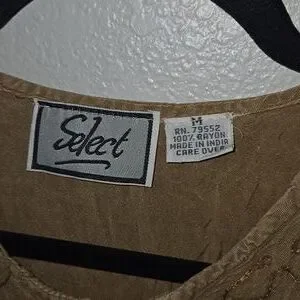 Select
M
RN. 79552
100% RAYON
MADE IN INDIA
CARE OVER